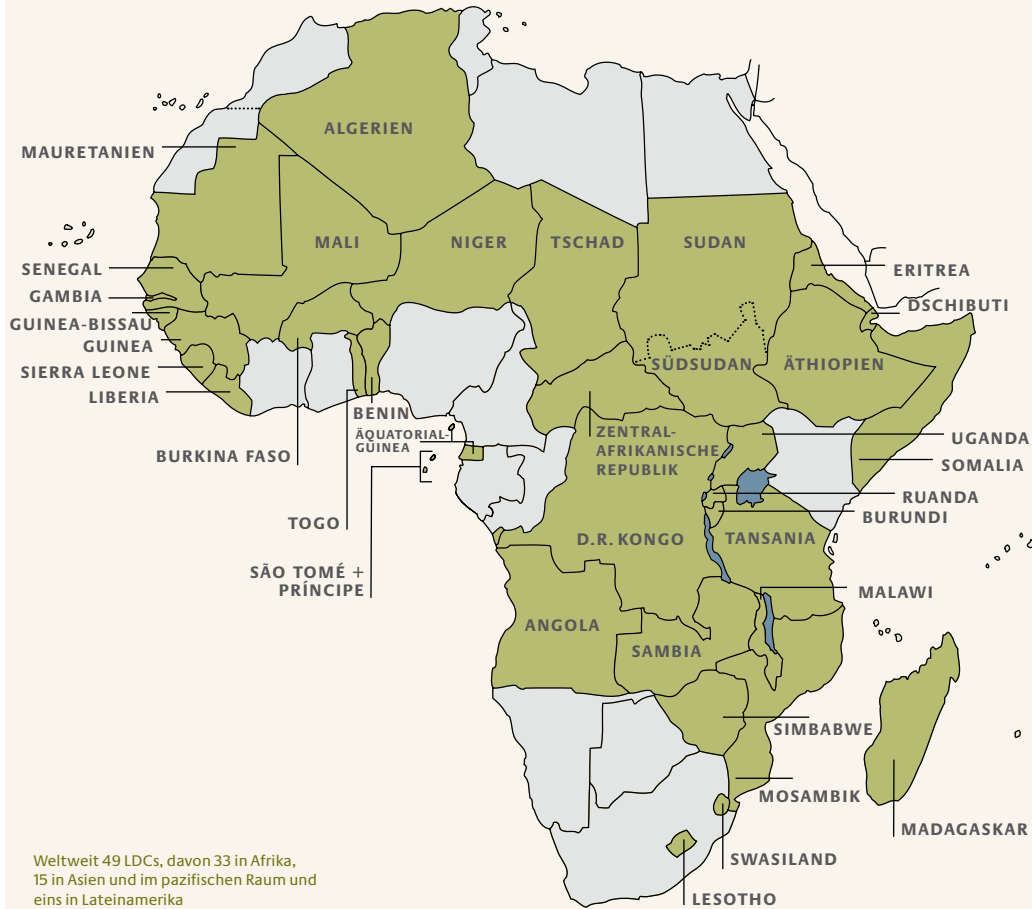 ALGERIEN
MAURETANIEN
MALI
NIGER
TSCHAD
SUDAN
SENEGAL
ERITREA
GAMBIA
DSCHIBUTI
GUINEA-BISSAU
GUINEA
SÜDSUDAN
ÄTHIOPIEN
SIERRA LEONE
LIBERIA
BENIN
ÄQUATORIAL-
GUINEA
ZENTRAL-
AFRIKANISCHE
REPUBLIK
UGANDA
BURKINA FASO
SOMALIA
RUANDA
BURUNDI
TOGO
D.R. KONGO
TANSANIA
SÃO TOMÉ +
PRÍNCIPE
MALAWI
ANGOLA
SAMBIA
SIMBABWE
MOSAMBIK
MADAGASKAR
SWASILAND
LESOTHO
Weltweit 49 LDCs, davon 33 in Afrika,
15 in Asien und im pazifischen Raum und
eins in Lateinamerika